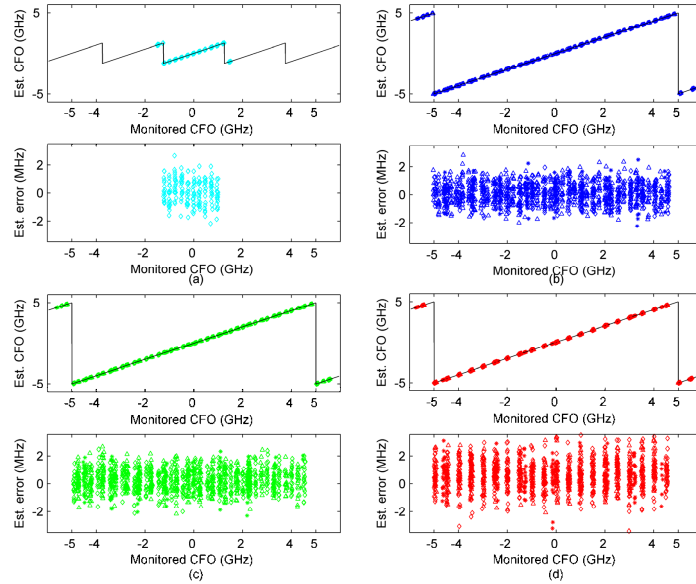 Est. CFO (GHz)
5
-5
-5 -4 -2 0 2 4 5
Monitored CFO (GHz)
Est. error (MHz)
2
0
-2
-5 -4 -2 0 2 4 5
Monitored CFO (GHz)
(a)
Est. CFO (GHz)
5
-5
-5 -4 -2 0 2 4 5
Monitored CFO (GHz)
Est. error (MHz)
2
0
-2
-5 -4 -2 0 2 4 5
Monitored CFO (GHz)
(b)
Est. CFO (GHz)
5
-5
-5 -4 -2 0 2 4 5
Monitored CFO (GHz)
Est. error (MHz)
2
0
-2
-5 -4 -2 0 2 4 5
Monitored CFO (GHz)
(c)
Est. CFO (GHz)
5
-5
-5 -4 -2 0 2 4 5
Monitored CFO (GHz)
Est. error (MHz)
2
0
-2
-5 -4 -2 0 2 4 5
Monitored CFO (GHz)
(d)